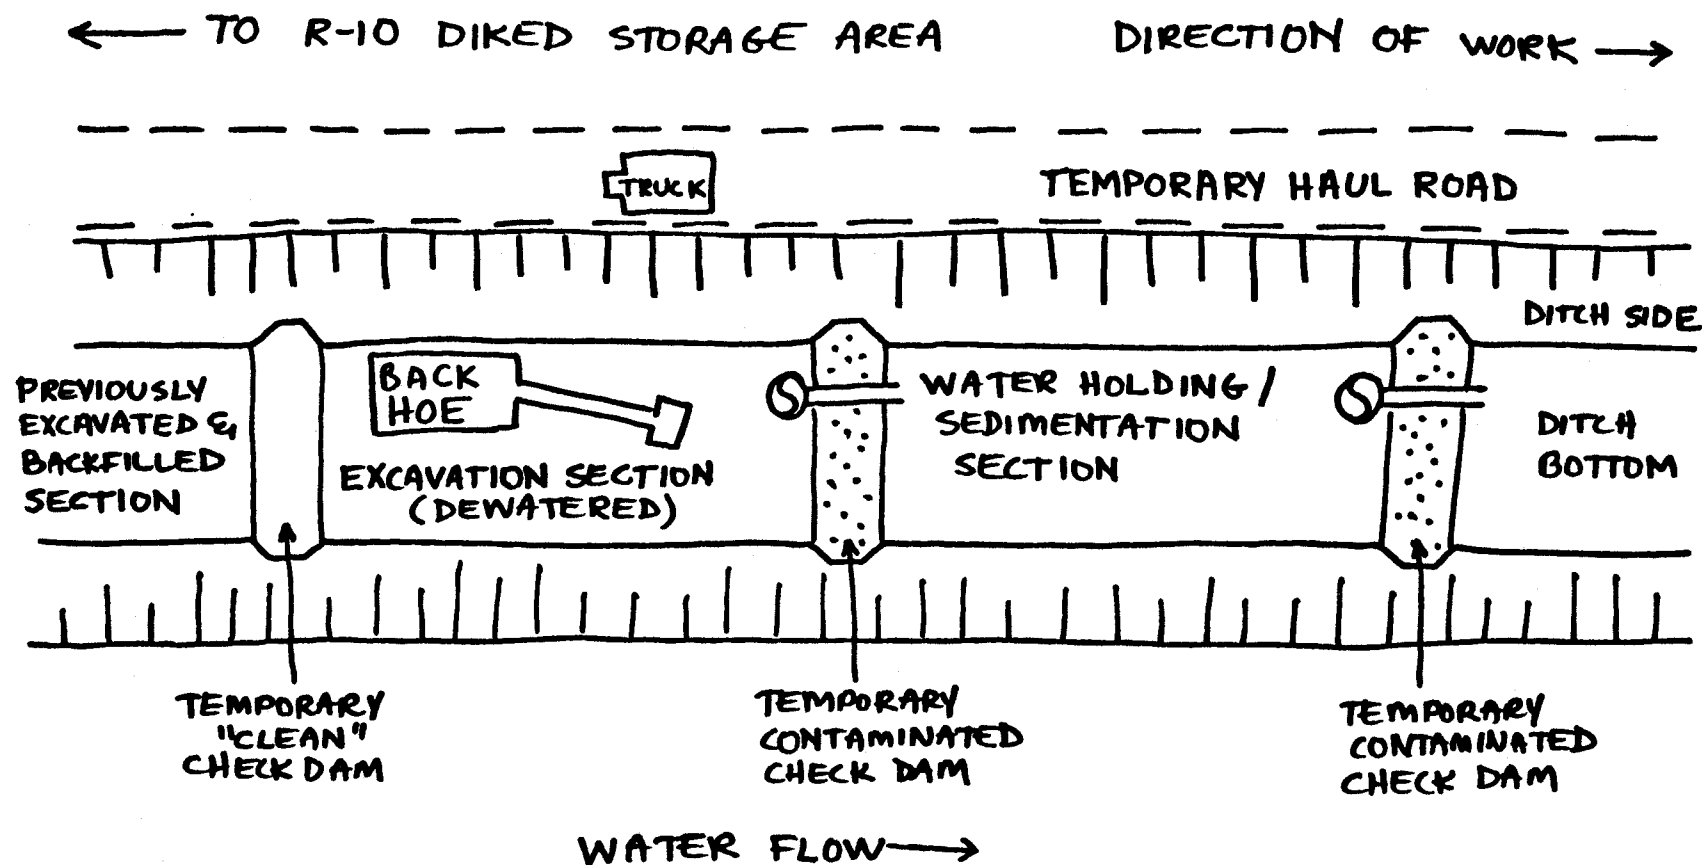 ← TO R-10 DIKED STORAGE AREA
DIRECTION OF WORK →
TRUCK
TEMPORARY HAUL ROAD
DITCH SIDE
PREVIOUSLY
EXCAVATED &
BACKFILLED
SECTION
BACK
HOE
EXCAVATION SECTION
(DEWATERED)
WATER HOLDING /
SEDIMENTATION
SECTION
DITCH
BOTTOM
TEMPORARY
"CLEAN"
CHECK DAM
TEMPORARY
CONTAMINATED
CHECK DAM
TEMPORARY
CONTAMINATED
CHECK DAM
WATER FLOW →